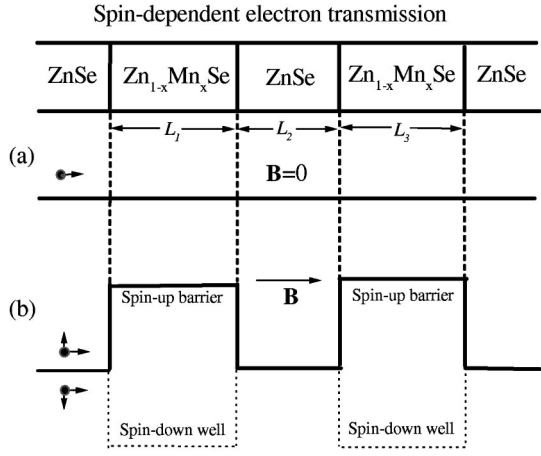 Spin-dependent electron transmission
ZnSe Zn₁₋ₓMnₓSe ZnSe Zn₁₋ₓMnₓSe ZnSe
L₁ L₂ L₃
(a)
B=0
Spin-up barrier B Spin-up barrier
(b)
Spin-down well Spin-down well